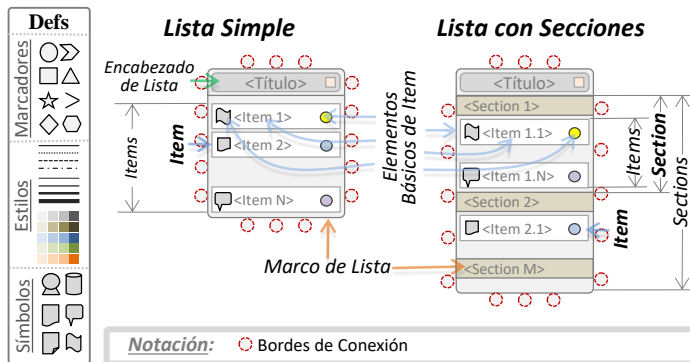 Defs
Marcadores
Estilos
Símbolos
Lista Simple
Encabezado
de Lista
<Título>
<Item 1>
<Item 2>
<Item N>
Items
Item
Elementos
Básicos de Item
Marco de Lista
Lista con Secciones
<Título>
<Section 1>
<Item 1.1>
<Item 1.N>
<Section 2>
<Item 2.1>
<Section M>
Items
Section
Sections
Item
Notación: Bordes de Conexión